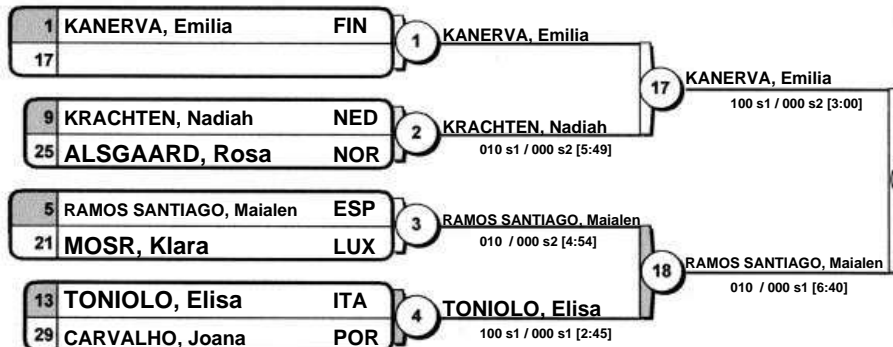 1 KANERVA, Emilia FIN
17
1
KANERVA, Emilia
17
KANERVA, Emilia
100 s1 / 000 s2 [3:00]
9 KRACHTEN, Nadiah NED
25 ALSGAARD, Rosa NOR
2
KRACHTEN, Nadiah
010 s1 / 000 s2 [5:49]
5 RAMOS SANTIAGO, Maialen ESP
21 MOSR, Klara LUX
3
RAMOS SANTIAGO, Maialen
010 / 000 s2 [4:54]
18
RAMOS SANTIAGO, Maialen
010 / 000 s1 [6:40]
13 TONIOLO, Elisa ITA
29 CARVALHO, Joana POR
4
TONIOLO, Elisa
100 s1 / 000 s1 [2:45]